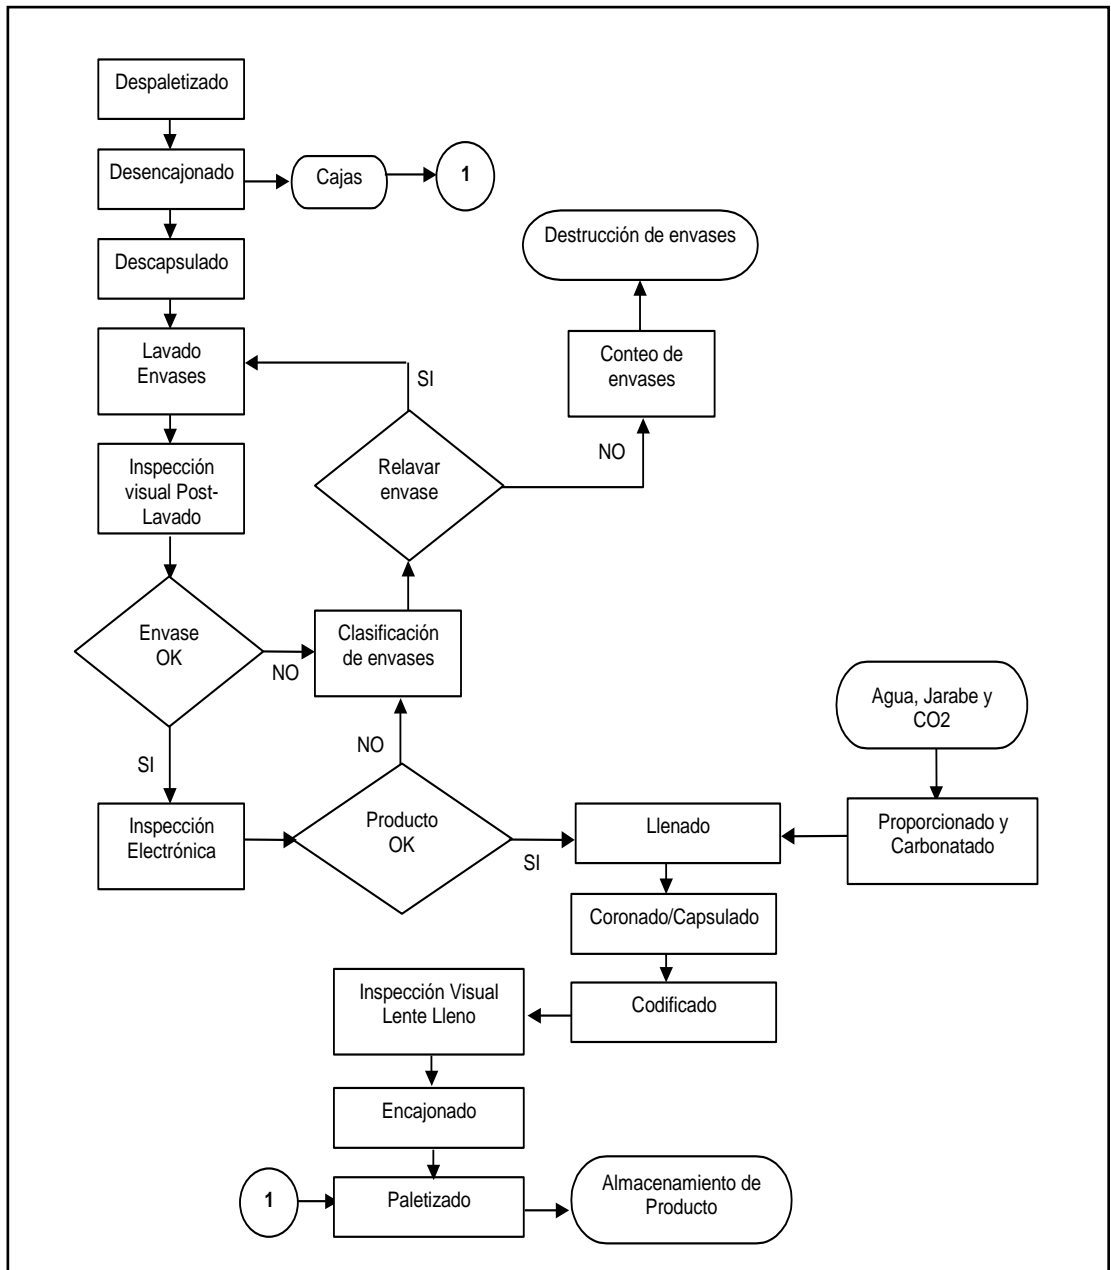 Despaletizado
Desencajonado
Cajas
1
Destrucción de envases
Descapsulado
Lavado
Envases
Conteo de
envases
SI
NO
Relavar
envase
Inspección
visual Post-
Lavado
Envase
OK
NO
Clasificación
de envases
Agua, Jarabe y
CO2
SI
NO
Inspección
Electrónica
Producto
OK
SI
Llenado
Proporcionado y
Carbonatado
Coronado/Capsulado
Inspección Visual
Lente Lleno
Codificado
Encajonado
1
Paletizado
Almacenamiento de
Producto